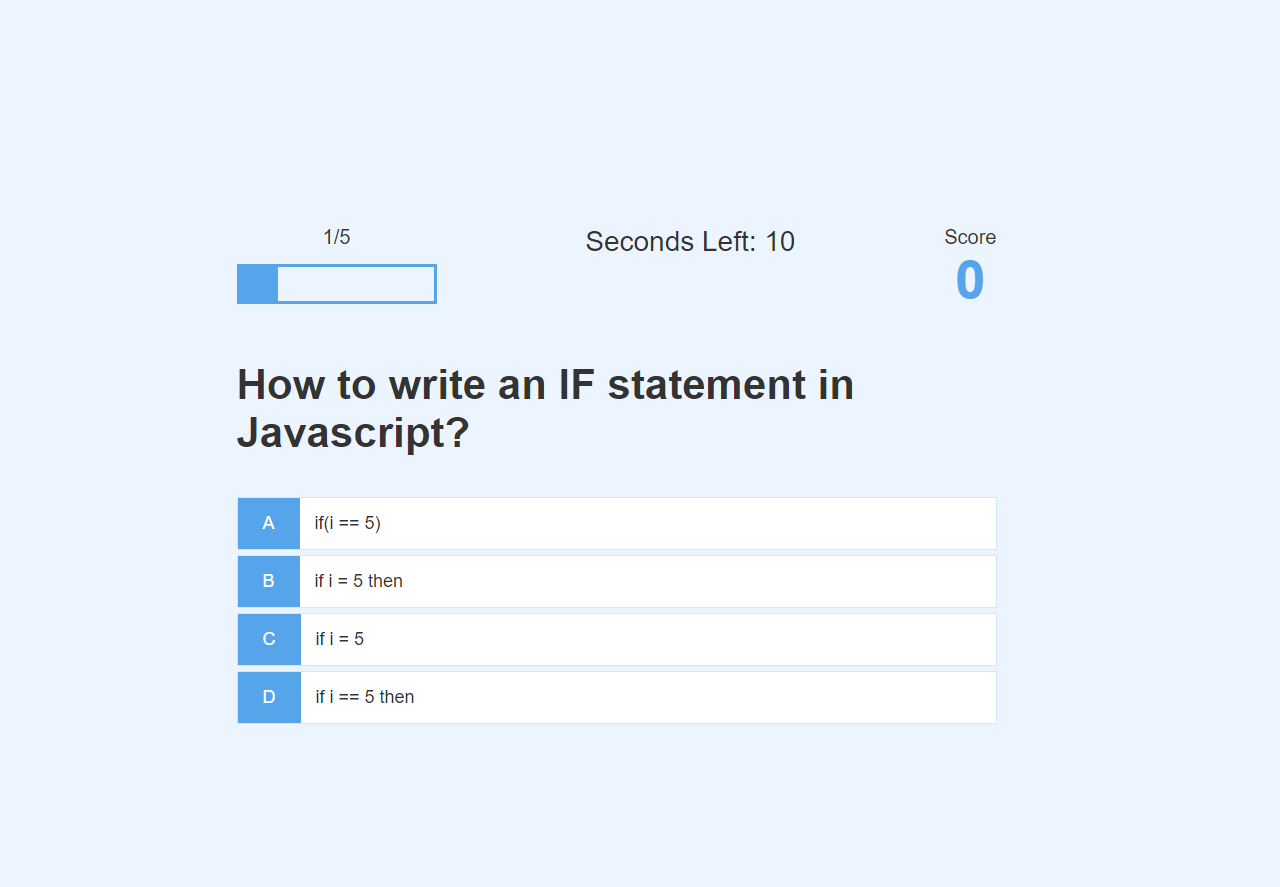 1/5
Seconds Left: 10
Score
0
How to write an IF statement in
Javascript?
A if(i == 5)
B if i = 5 then
C if i = 5
D if i == 5 then